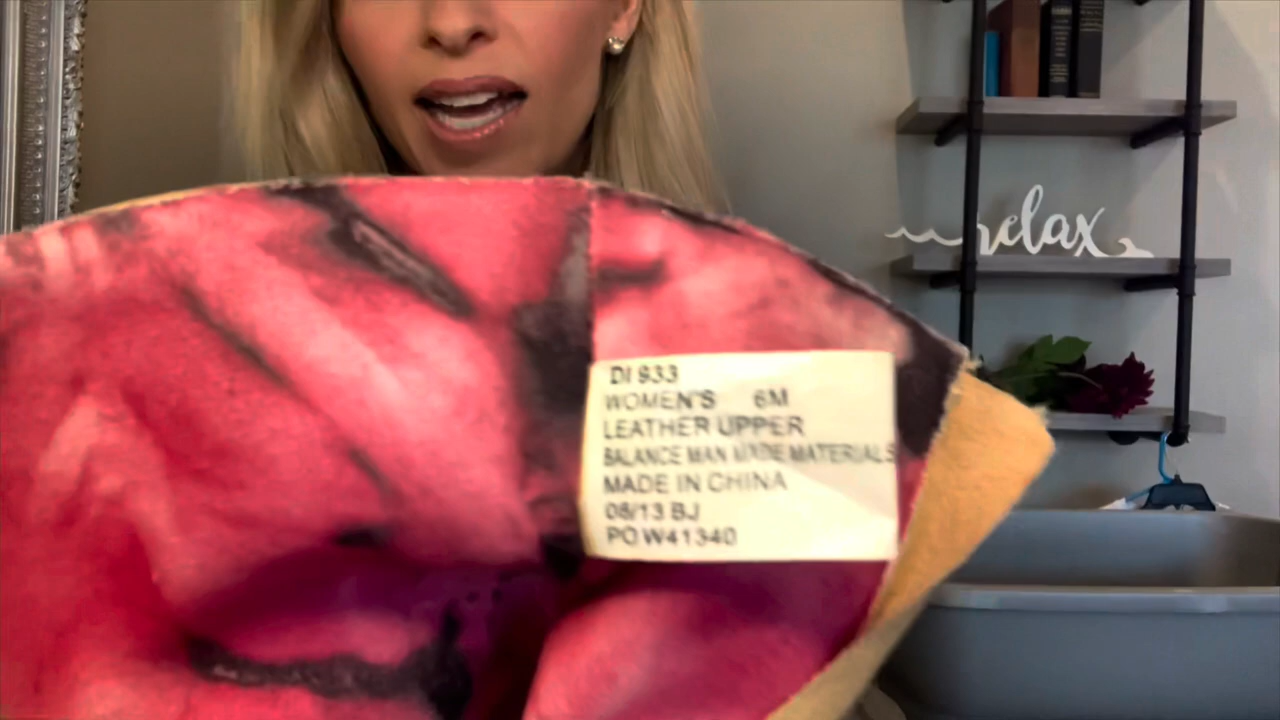 relax
DI 933
WOMEN'S 6M
LEATHER UPPER
BALANCE MAN MADE MATERIALS
MADE IN CHINA
08/13 BJ
PO W41340